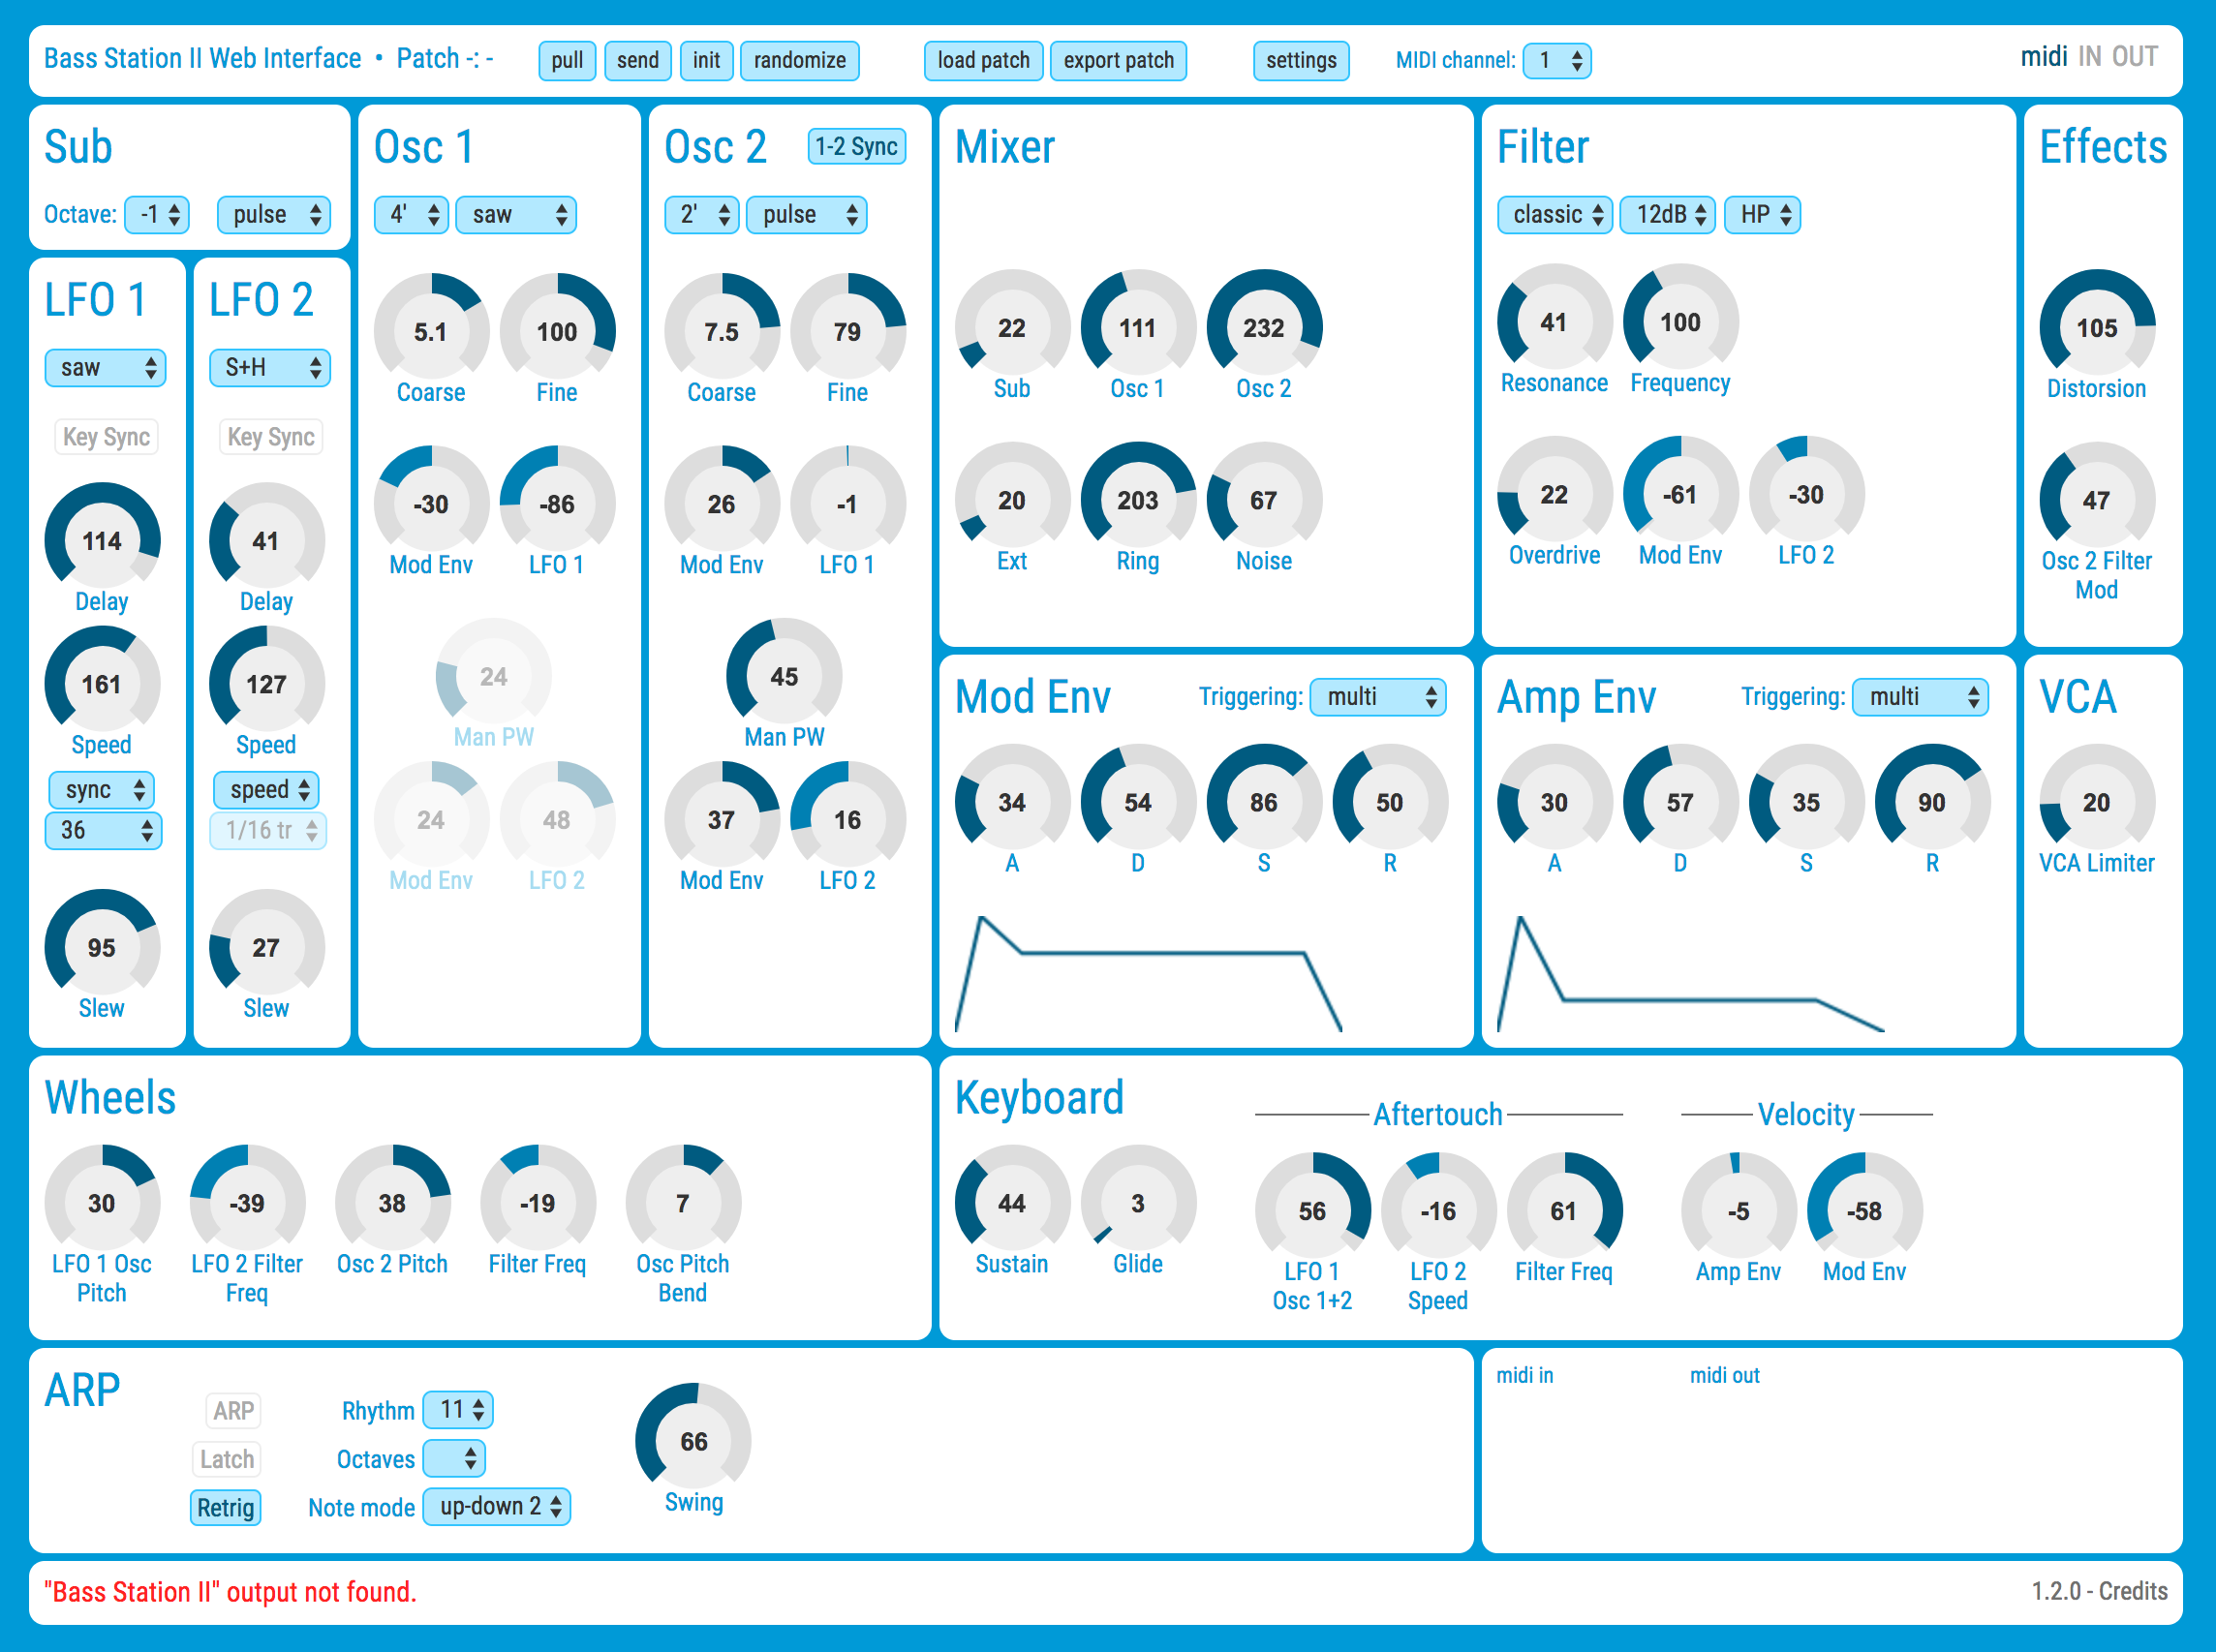 Bass Station II Web Interface • Patch -: -
pull
send
init
randomize
load patch
export patch
settings
MIDI channel: 1
midi IN OUT
Sub
Octave: -1 pulse
LFO 1
saw
Key Sync
114
Delay
161
Speed
sync
36
95
Slew
LFO 2
S+H
Key Sync
41
Delay
127
Speed
speed
1/16 tr
27
Slew
Osc 1
4' saw
5.1 100
Coarse Fine
-30 -86
Mod Env LFO 1
24
Man PW
24 48
Mod Env LFO 2
Osc 2 1-2 Sync
2' pulse
7.5 79
Coarse Fine
26 -1
Mod Env LFO 1
45
Man PW
37 16
Mod Env LFO 2
Mixer
22 111 232
Sub Osc 1 Osc 2
20 203 67
Ext Ring Noise
Filter
classic 12dB HP
41 100
Resonance Frequency
22 -61 -30
Overdrive Mod Env LFO 2
Effects
105
Distorsion
47
Osc 2 Filter
Mod
Mod Env Triggering: multi
34 54 86 50
A D S R
Amp Env Triggering: multi
30 57 35 90
A D S R
VCA
20
VCA Limiter
Wheels
30 -39 38 -19 7
LFO 1 Osc LFO 2 Filter Osc 2 Pitch Filter Freq Osc Pitch
Pitch Freq Bend
Keyboard Aftertouch Velocity
44 3 56 -16 61 -5 -58
Sustain Glide LFO 1 LFO 2 Filter Freq Amp Env Mod Env
Osc 1+2 Speed
ARP
ARP Rhythm 11
Latch Octaves
Retrig Note mode up-down 2
66
Swing
midi in midi out
"Bass Station II" output not found.
1.2.0 - Credits